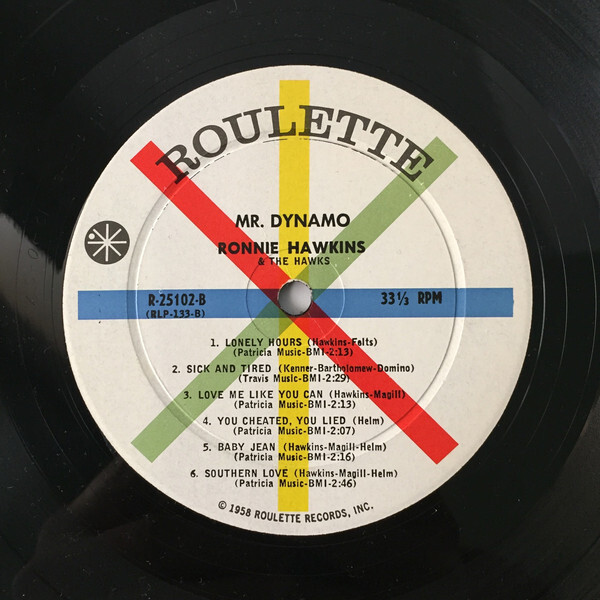 ROULETTE
MR. DYNAMO
RONNIE HAWKINS
& THE HAWKS
R-25102-B 33⅓ RPM
(RLP-133-B)
1. LONELY HOURS (Hawkins-Felts)
(Patricia Music-BMI-2:13)
2. SICK AND TIRED (Kenner-Bartholomew-Domino)
(Travis Music-BMI-2:29)
3. LOVE ME LIKE YOU CAN (Hawkins-Magill)
(Patricia Music-BMI-2:13)
4. YOU CHEATED, YOU LIED (Helm)
(Patricia Music-BMI-2:07)
5. BABY JEAN (Hawkins-Magill-Helm)
(Patricia Music-BMI-2:16)
6. SOUTHERN LOVE (Hawkins-Magill-Helm)
(Patricia Music-BMI-2:46)
© 1958 ROULETTE RECORDS, INC.